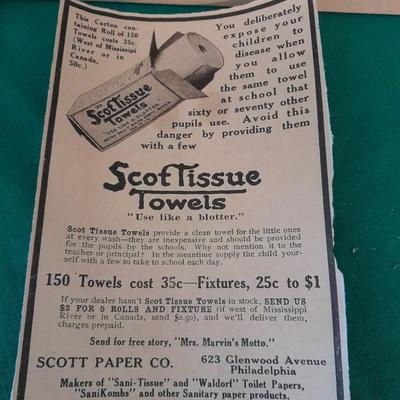 This Carton con-
taining Roll of 150
Towels costs 35c.
(West of Mississippi
River or in
Canada,
50c.)
You deliberately
expose your
children to
disease when
you allow
them to use
the same towel
at school that
sixty or seventy other
pupils use. Avoid this
danger by providing them
with a few
ScotTissue
Towels
"USE LIKE A BLOTTER"
ScotTissue
Towels
"Use like a blotter."
Scot Tissue Towels provide a clean towel for the little ones
at every wash—they are inexpensive and should be provided
for the pupils by the schools. Why not mention it to the
teacher or principal? In the meantime supply the child your-
self with a few to take to school each day.
150 Towels cost 35c—Fixtures, 25c to $1
If your dealer hasn't Scot Tissue Towels in stock, SEND US
$2 FOR 5 ROLLS AND FIXTURE (if west of Mississippi
River or in Canada, send $2.50), and we'll deliver them,
charges prepaid.
Send for free story, "Mrs. Marvin's Motto."
SCOTT PAPER CO. 623 Glenwood Avenue
Philadelphia
Makers of "Sani-Tissue" and "Waldorf" Toilet Papers,
"SaniKombs" and other Sanitary paper products.